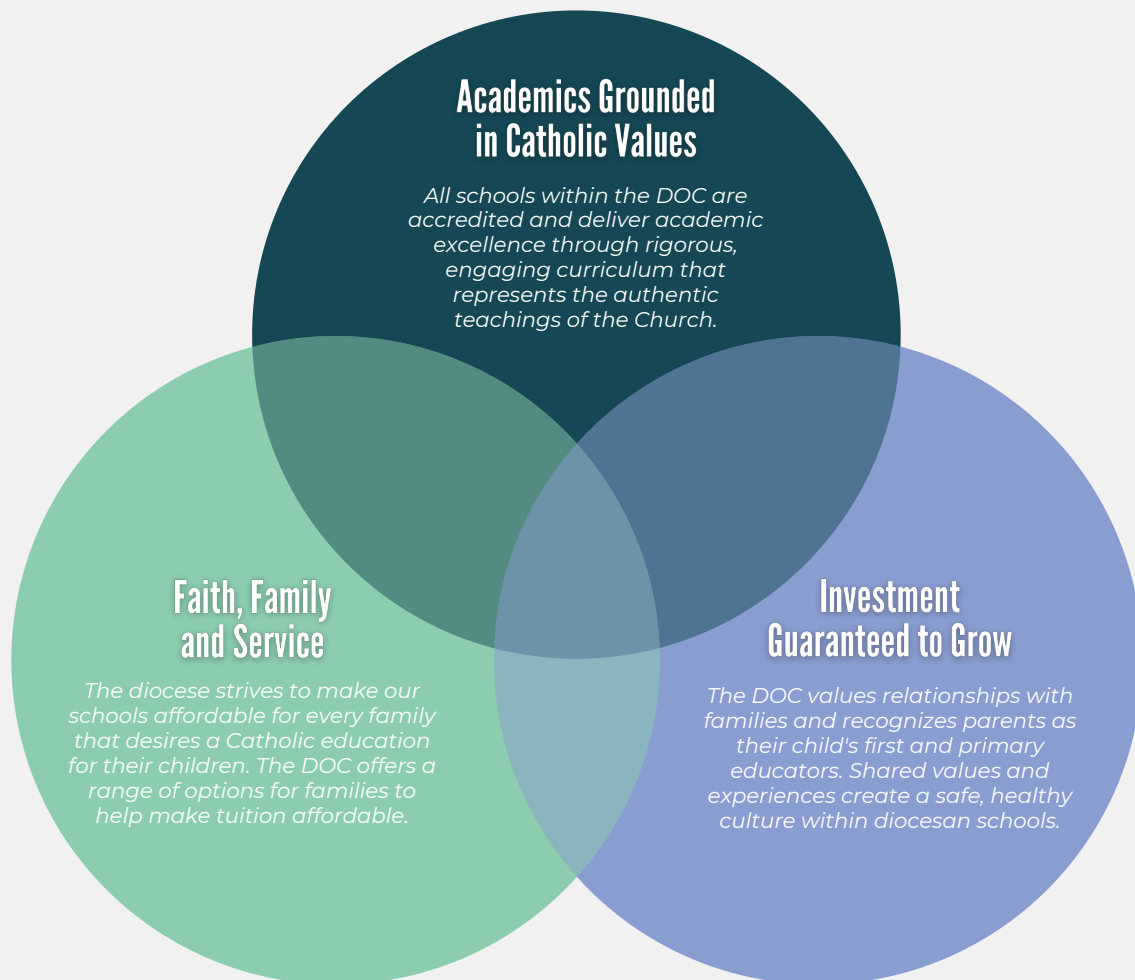 Academics Grounded
in Catholic Values
All schools within the DOC are
accredited and deliver academic
excellence through rigorous,
engaging curriculum that
represents the authentic
teachings of the Church.
Faith, Family
and Service
The diocese strives to make our
schools affordable for every family
that desires a Catholic education
for their children. The DOC offers a
range of options for families to
help make tuition affordable.
Investment
Guaranteed to Grow
The DOC values relationships with
families and recognizes parents as
their child's first and primary
educators. Shared values and
experiences create a safe, healthy
culture within diocesan schools.